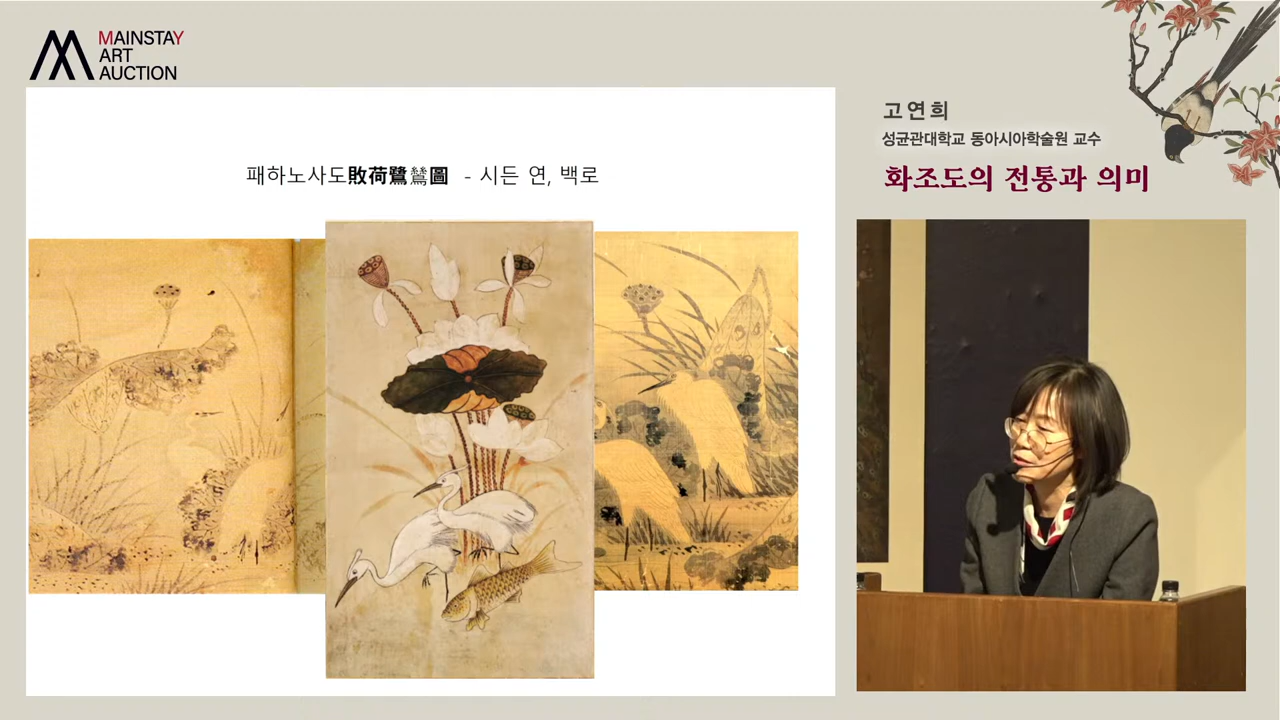 MAINSTAY
ART
AUCTION
고연희
성균관대학교 동아시아학술원 교수
화조도의 전통과 의미
패하노사도敗荷鷺鷥圖 - 시든 연, 백로